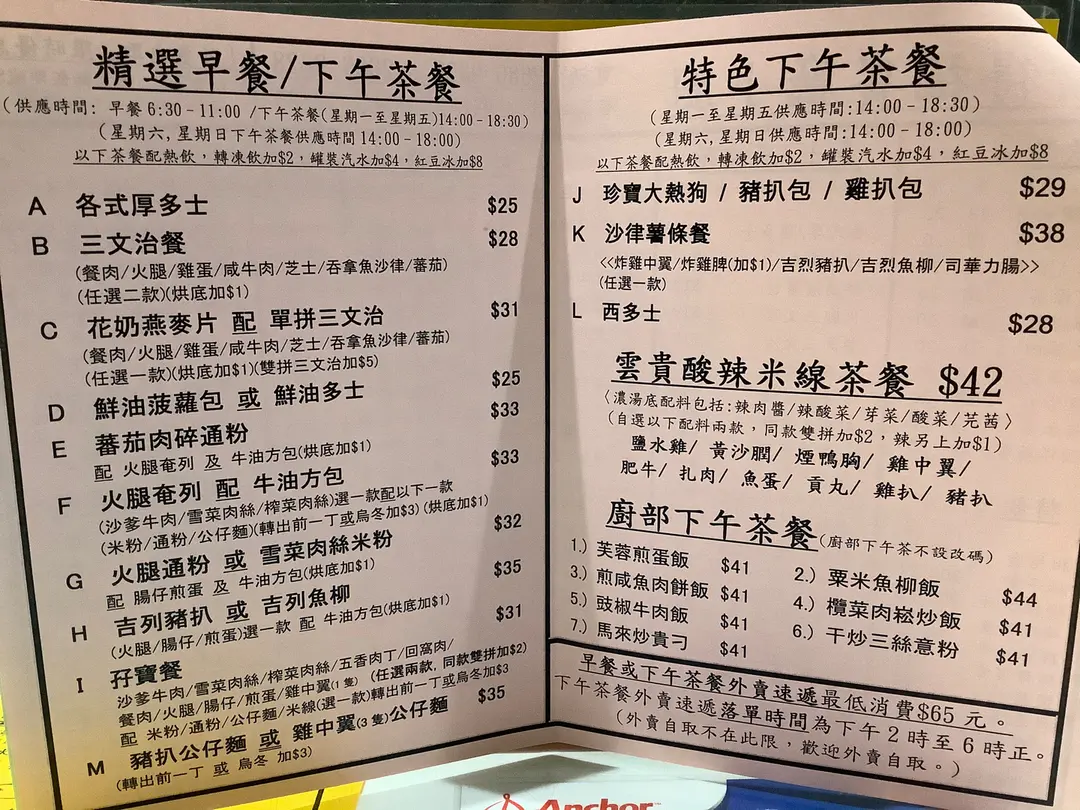 精選早餐/下午茶餐
(供應時間: 早餐6:30-11:00 /下午茶餐(星期一至星期五)14:00-18:30)
(星期六,星期日下午茶餐供應時間14:00-18:00)
以下茶餐配熱飲，轉凍飲加$2，罐裝汽水加$4，紅豆冰加$8
A 各式厚多士 $25
B 三文治餐 $28
(餐肉/火腿/雞蛋/咸牛肉/芝士/吞拿魚沙律/蕃茄)
(任選二款)(烘底加$1)
C 花奶燕麥片 配 單拼三文治 $31
(餐肉/火腿/雞蛋/咸牛肉/芝士/吞拿魚沙律/蕃茄)
(任選一款)(烘底加$1)(雙拼三文治加$5)
D 鮮油菠蘿包 或 鮮油多士 $25
E 蕃茄肉碎通粉 $33
配 火腿奄列 及 牛油方包(烘底加$1)
F 火腿奄列 配 牛油方包 $33
(沙爹牛肉/雪菜肉絲/榨菜肉絲)選一款配以下一款
(米粉/通粉/公仔麵)(轉出前一丁或烏冬加$3)(烘底加$1)
G 火腿通粉 或 雪菜肉絲米粉 $32
配 腸仔煎蛋 及 牛油方包(烘底加$1)
H 吉列豬扒 或 吉列魚柳 $35
(火腿/腸仔/煎蛋)選一款 配 牛油方包(烘底加$1)
I 孖寶餐 $31
沙爹牛肉/雪菜肉絲/榨菜肉絲/五香肉丁/回窩肉/
餐肉/火腿/腸仔/煎蛋/雞中翼(1隻) (任選兩款,同款雙拼加$2)
配 米粉/通粉/公仔麵/米線(選一款)轉出前一丁或烏冬加$3
M 豬扒公仔麵 或 雞中翼(3隻)公仔麵 $35
(轉出前一丁 或 烏冬 加$3)
特色下午茶餐
(星期一至星期五供應時間:14:00-18:30)
(星期六,星期日供應時間:14:00-18:00)
以下茶餐配熱飲，轉凍飲加$2，罐裝汽水加$4，紅豆冰加$8
J 珍寶大熱狗 / 豬扒包 / 雞扒包 $29
K 沙律薯條餐 $38
<<炸雞中翼/炸雞脾(加$1)/吉烈豬扒/吉烈魚柳/司華力腸>>
(任選一款)
L 西多士 $28
雲貴酸辣米線茶餐 $42
〈濃湯底配料包括:辣肉醬/辣酸菜/芽菜/酸菜/芫茜〉
(自選以下配料兩款，同款雙拼加$2，辣另上加$1)
鹽水雞/ 黃沙膶/ 煙鴨胸/ 雞中翼/
肥牛/ 扎肉/ 魚蛋/ 貢丸/ 雞扒/ 豬扒
廚部下午茶餐(廚部下午茶不設改碼)
1.) 芙蓉煎蛋飯 $41
2.) 粟米魚柳飯 $44
3.) 煎咸魚肉餅飯 $41
4.) 欖菜肉崧炒飯 $41
5.) 豉椒牛肉飯 $41
6.) 干炒三絲意粉 $41
7.) 馬來炒貴刁 $41
早餐或下午茶餐外賣速遞最低消費$65元。
下午茶餐外賣速遞落單時間為下午2時至6時正。
(外賣自取不在此限，歡迎外賣自取。)
Anchor